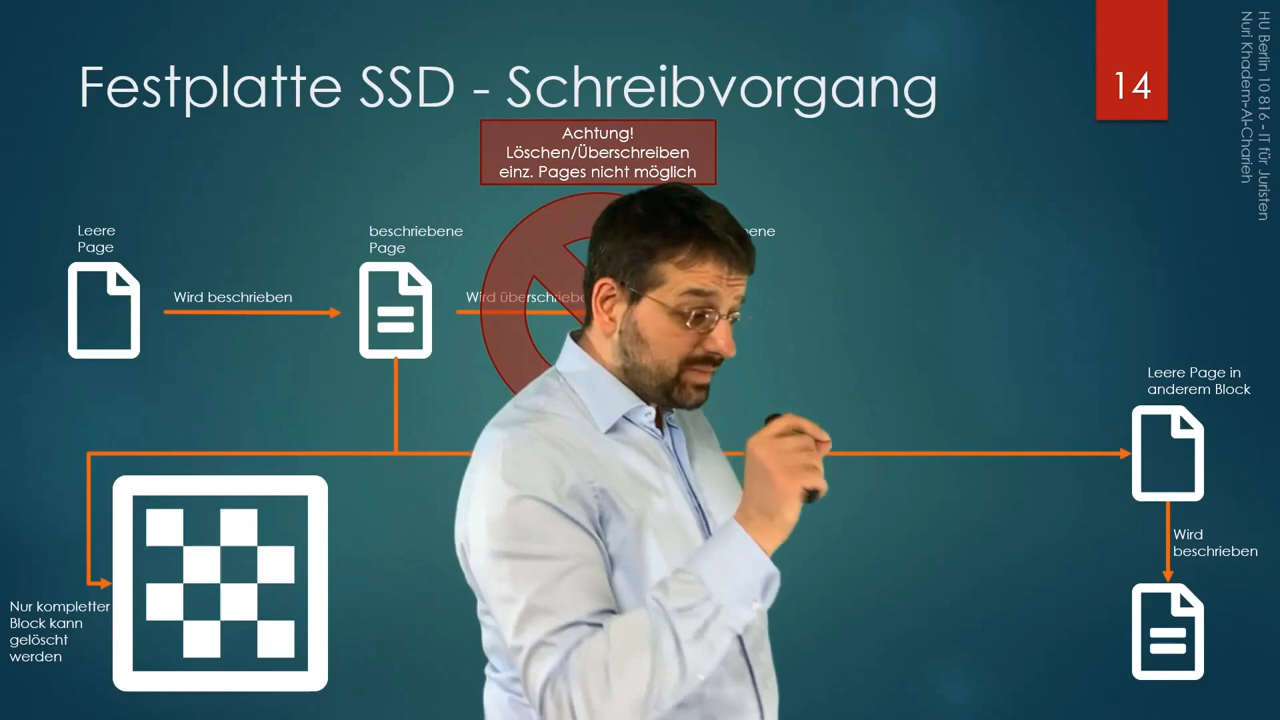 Festplatte SSD - Schreibvorgang
14
HU Berlin 10 816 - IT für Juristen
Nuri Khadem-Al-Charieh
Achtung!
Löschen/Überschreiben
einz. Pages nicht möglich
Leere
Page
beschriebene
Page
Wird beschrieben
Wird
Leere Page in
anderem Block
Wird
beschrieben
Nur kompletter
Block kann
gelöscht
werden